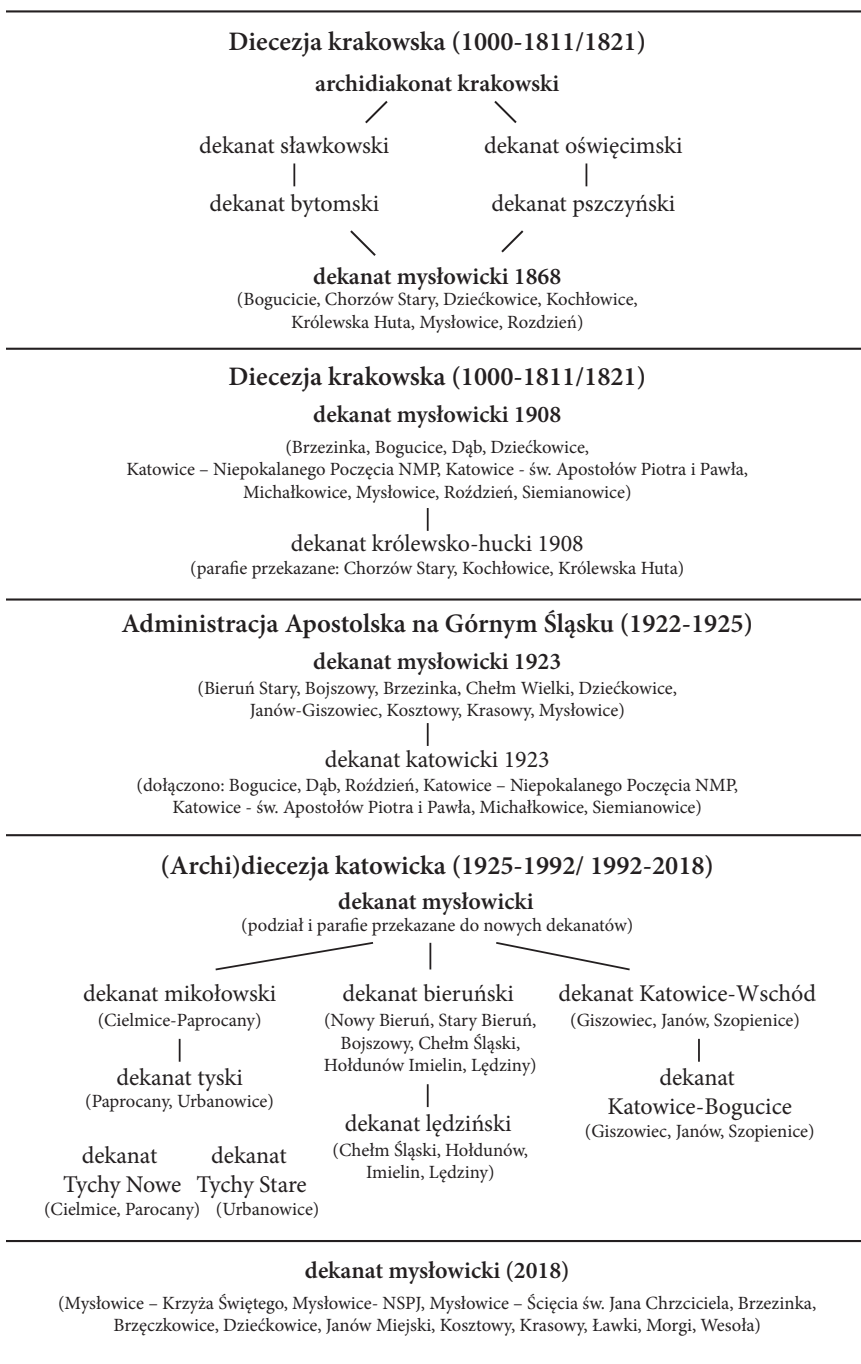 Diecezja krakowska (1000-1811/1821)
archidiakonat krakowski
dekanat sławkowski
dekanat oświęcimski
dekanat bytomski
dekanat pszczyński
dekanat mysłowicki 1868
(Bogucicie, Chorzów Stary, Dziećkowice, Kochłowice,
Królewska Huta, Mysłowice, Rozdzień)
Diecezja krakowska (1000-1811/1821)
dekanat mysłowicki 1908
(Brzezinka, Bogucice, Dąb, Dziećkowice,
Katowice – Niepokalanego Poczęcia NMP, Katowice - św. Apostołów Piotra i Pawła,
Michałkowice, Mysłowice, Roździeń, Siemianowice)
dekanat królewsko-hucki 1908
(parafie przekazane: Chorzów Stary, Kochłowice, Królewska Huta)
Administracja Apostolska na Górnym Śląsku (1922-1925)
dekanat mysłowicki 1923
(Bieruń Stary, Bojszowy, Brzezinka, Chełm Wielki, Dziećkowice,
Janów-Giszowiec, Kosztowy, Krasowy, Mysłowice)
dekanat katowicki 1923
(dołączono: Bogucice, Dąb, Roździeń, Katowice – Niepokalanego Poczęcia NMP,
Katowice - św. Apostołów Piotra i Pawła, Michałkowice, Siemianowice)
(Archi)diecezja katowicka (1925-1992/ 1992-2018)
dekanat mysłowicki
(podział i parafie przekazane do nowych dekanatów)
dekanat mikołowski
(Cielmice-Paprocany)
dekanat tyski
(Paprocany, Urbanowice)
dekanat
Tychy Nowe
(Cielmice, Parocany)
dekanat
Tychy Stare
(Urbanowice)
dekanat bieruński
(Nowy Bieruń, Stary Bieruń,
Bojszowy, Chełm Śląski,
Hołdunów Imielin, Lędziny)
dekanat lędziński
(Chełm Śląski, Hołdunów,
Imielin, Lędziny)
dekanat Katowice-Wschód
(Giszowiec, Janów, Szopienice)
dekanat
Katowice-Bogucice
(Giszowiec, Janów, Szopienice)
dekanat mysłowicki (2018)
(Mysłowice – Krzyża Świętego, Mysłowice- NSPJ, Mysłowice – Ścięcia św. Jana Chrzciciela, Brzezinka,
Brzęczkowice, Dziećkowice, Janów Miejski, Kosztowy, Krasowy, Ławki, Morgi, Wesoła)